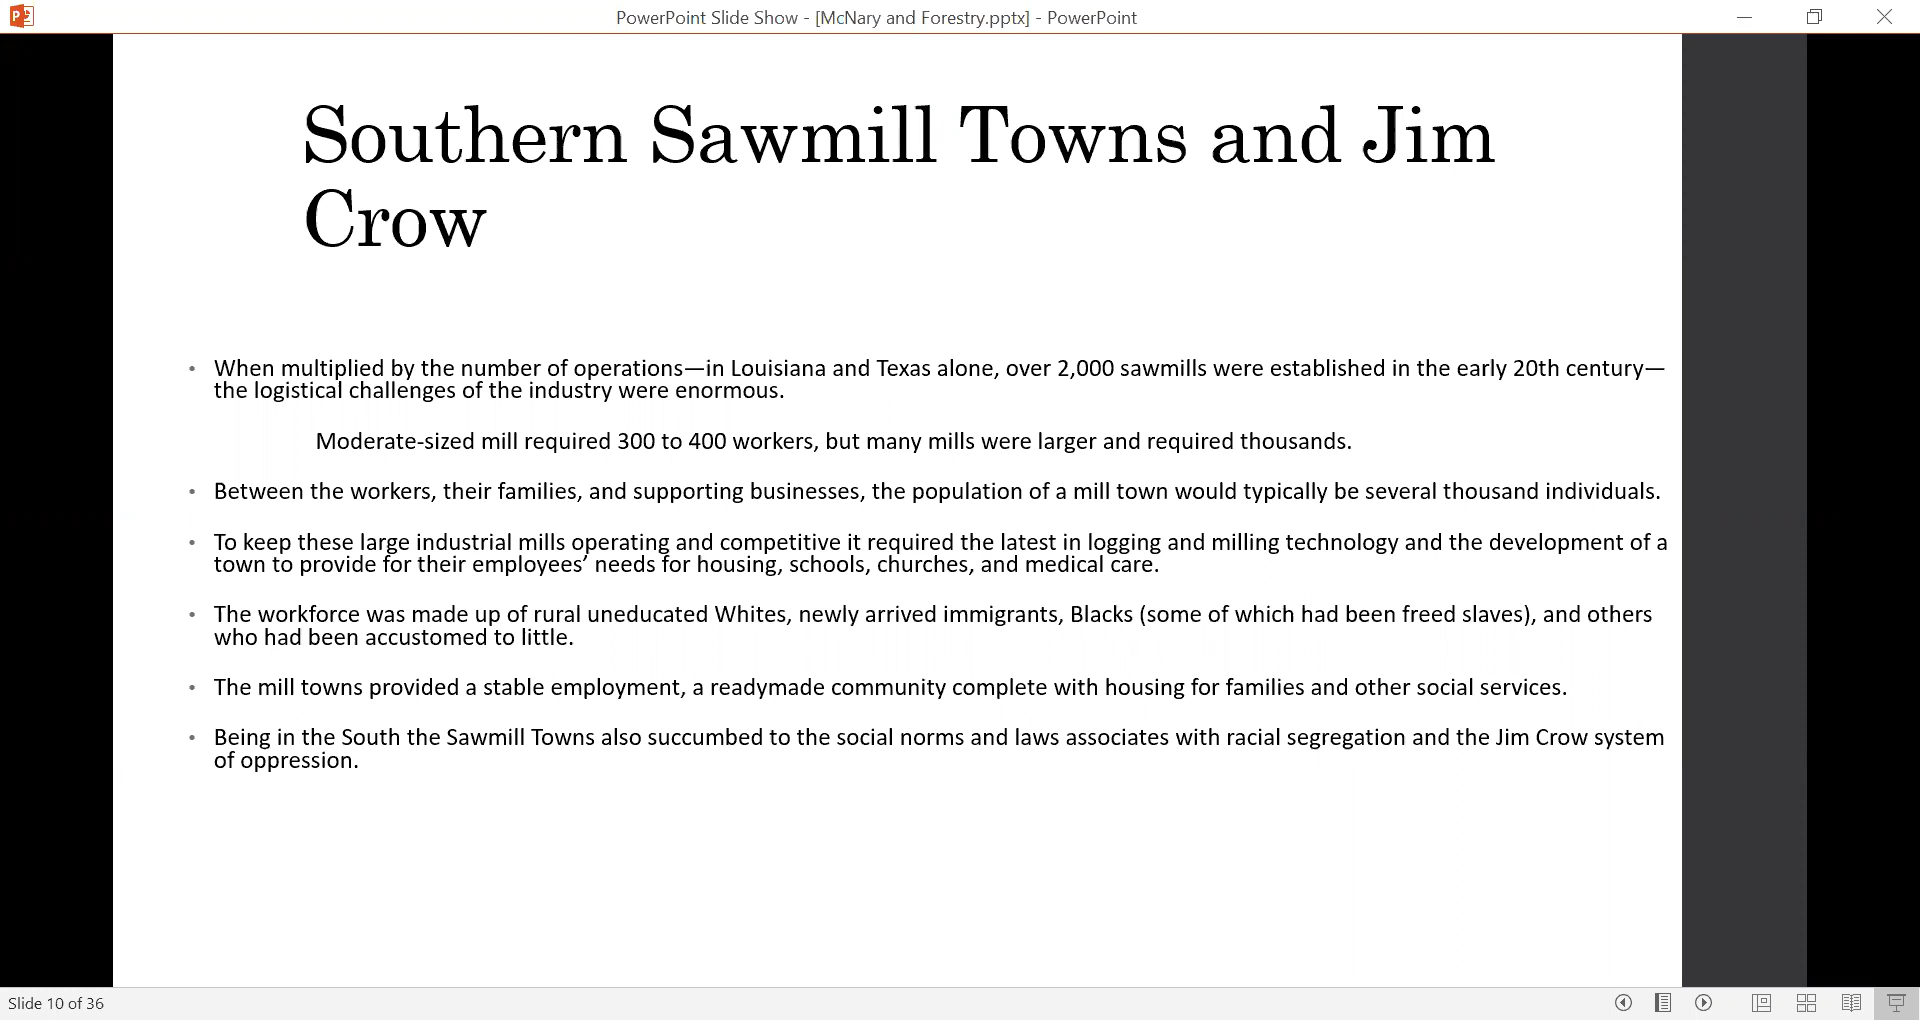 PowerPoint Slide Show - [McNary and Forestry.pptx] - PowerPoint
Southern Sawmill Towns and Jim
Crow
• When multiplied by the number of operations—in Louisiana and Texas alone, over 2,000 sawmills were established in the early 20th century—
the logistical challenges of the industry were enormous.
Moderate-sized mill required 300 to 400 workers, but many mills were larger and required thousands.
• Between the workers, their families, and supporting businesses, the population of a mill town would typically be several thousand individuals.
• To keep these large industrial mills operating and competitive it required the latest in logging and milling technology and the development of a
town to provide for their employees’ needs for housing, schools, churches, and medical care.
• The workforce was made up of rural uneducated Whites, newly arrived immigrants, Blacks (some of which had been freed slaves), and others
who had been accustomed to little.
• The mill towns provided a stable employment, a readymade community complete with housing for families and other social services.
• Being in the South the Sawmill Towns also succumbed to the social norms and laws associates with racial segregation and the Jim Crow system
of oppression.
Slide 10 of 36